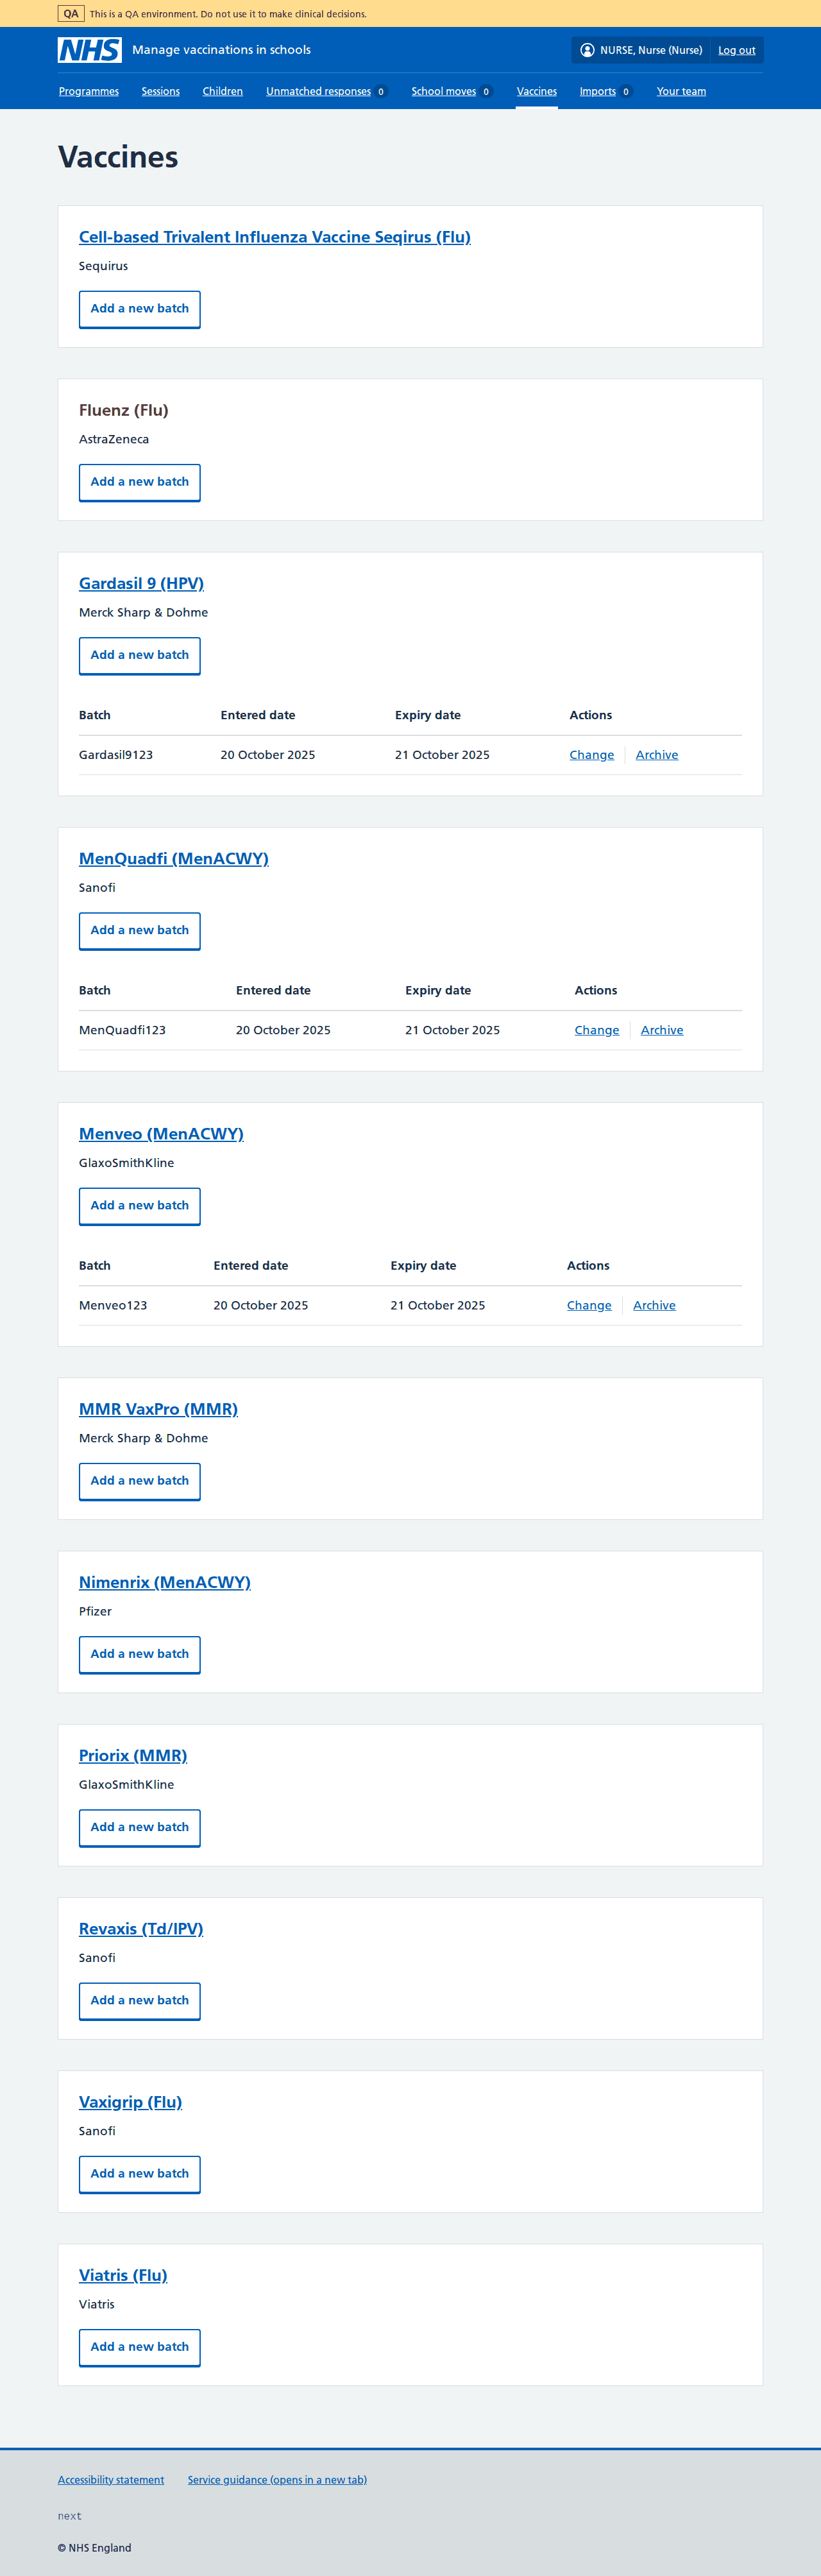 QA This is a QA environment. Do not use it to make clinical decisions.
NHS Manage vaccinations in schools NURSE, Nurse (Nurse) Log out
Programmes Sessions Children Unmatched responses 0 School moves 0 Vaccines Imports 0 Your team
Vaccines
Cell-based Trivalent Influenza Vaccine Seqirus (Flu)
Sequirus
Add a new batch
Fluenz (Flu)
AstraZeneca
Add a new batch
Gardasil 9 (HPV)
Merck Sharp & Dohme
Add a new batch
Batch Entered date Expiry date Actions
Gardasil9123 20 October 2025 21 October 2025 Change Archive
MenQuadfi (MenACWY)
Sanofi
Add a new batch
Batch Entered date Expiry date Actions
MenQuadfi123 20 October 2025 21 October 2025 Change Archive
Menveo (MenACWY)
GlaxoSmithKline
Add a new batch
Batch Entered date Expiry date Actions
Menveo123 20 October 2025 21 October 2025 Change Archive
MMR VaxPro (MMR)
Merck Sharp & Dohme
Add a new batch
Nimenrix (MenACWY)
Pfizer
Add a new batch
Priorix (MMR)
GlaxoSmithKline
Add a new batch
Revaxis (Td/IPV)
Sanofi
Add a new batch
Vaxigrip (Flu)
Sanofi
Add a new batch
Viatris (Flu)
Viatris
Add a new batch
Accessibility statement Service guidance (opens in a new tab)
next
© NHS England